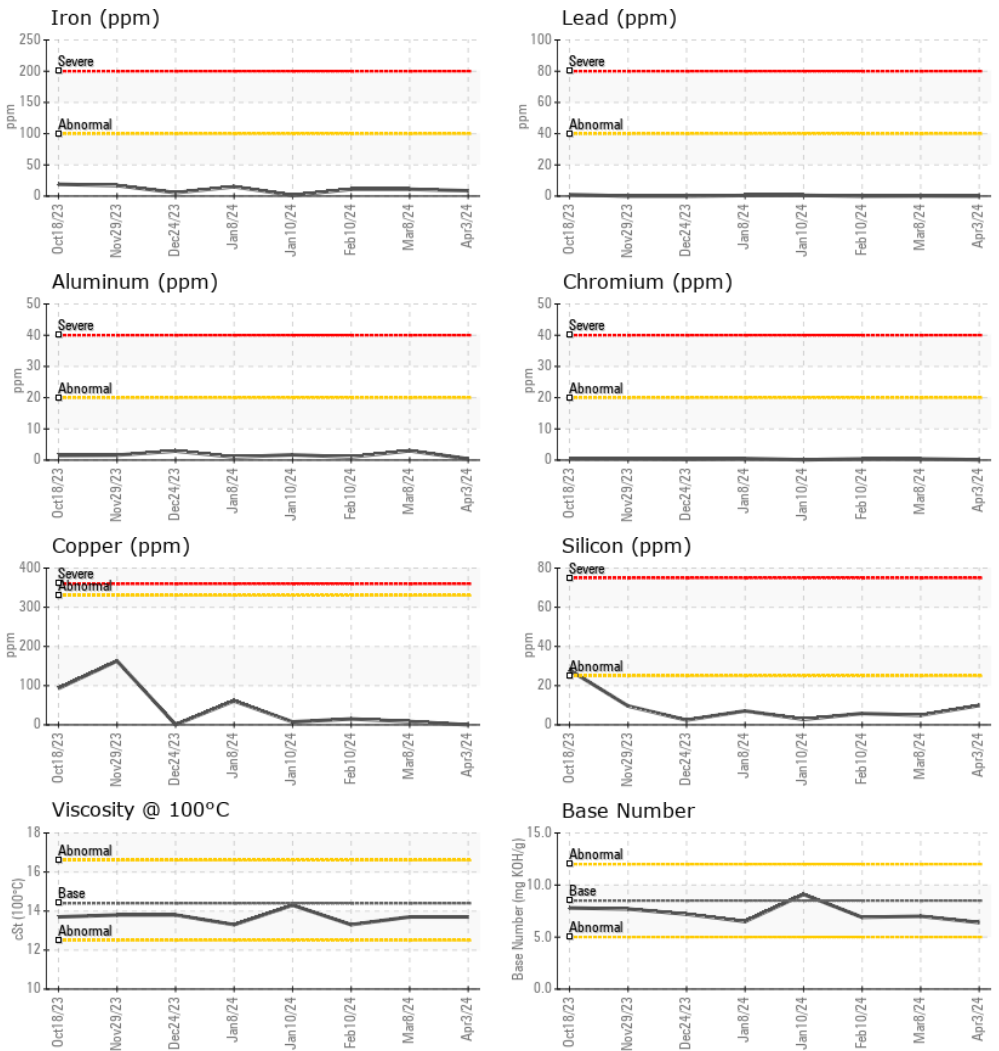 Iron (ppm)
250
200
150
100
50
0
ppm
Severe
Abnormal
Oct18/23
Nov29/23
Dec24/23
Jan8/24
Jan10/24
Feb10/24
Mar8/24
Apr3/24
Lead (ppm)
100
80
60
40
20
0
ppm
Severe
Abnormal
Oct18/23
Nov29/23
Dec24/23
Jan8/24
Jan10/24
Feb10/24
Mar8/24
Apr3/24
Aluminum (ppm)
50
40
30
20
10
0
ppm
Severe
Abnormal
Oct18/23
Nov29/23
Dec24/23
Jan8/24
Jan10/24
Feb10/24
Mar8/24
Apr3/24
Chromium (ppm)
50
40
30
20
10
0
ppm
Severe
Abnormal
Oct18/23
Nov29/23
Dec24/23
Jan8/24
Jan10/24
Feb10/24
Mar8/24
Apr3/24
Copper (ppm)
400
300
200
100
0
ppm
Severe
Abnormal
Oct18/23
Nov29/23
Dec24/23
Jan8/24
Jan10/24
Feb10/24
Mar8/24
Apr3/24
Silicon (ppm)
80
60
40
20
0
ppm
Severe
Abnormal
Oct18/23
Nov29/23
Dec24/23
Jan8/24
Jan10/24
Feb10/24
Mar8/24
Apr3/24
Viscosity @ 100°C
18
16
14
12
10
cSt (100°C)
Abnormal
Base
Abnormal
Oct18/23
Nov29/23
Dec24/23
Jan8/24
Jan10/24
Feb10/24
Mar8/24
Apr3/24
Base Number
15.0
10.0
5.0
0.0
Base Number (mg KOH/g)
Abnormal
Base
Abnormal
Oct18/23
Nov29/23
Dec24/23
Jan8/24
Jan10/24
Feb10/24
Mar8/24
Apr3/24